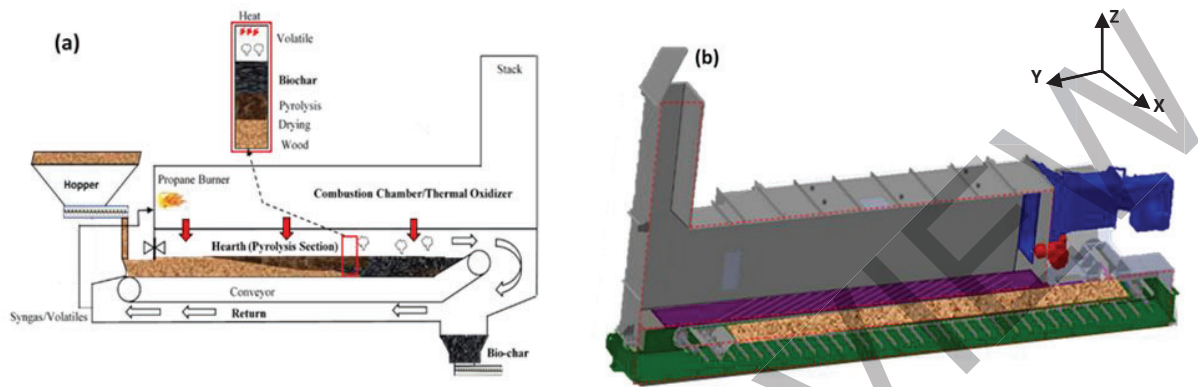 (a)
Heat
Volatile
Biochar
Pyrolysis
Drying
Wood
Stack
Hopper
Propane Burner
Combustion Chamber/Thermal Oxidizer
Hearth (Pyrolysis Section)
Conveyor
Return
Syngas/Volatiles
Bio-char
(b)
Z
Y
X